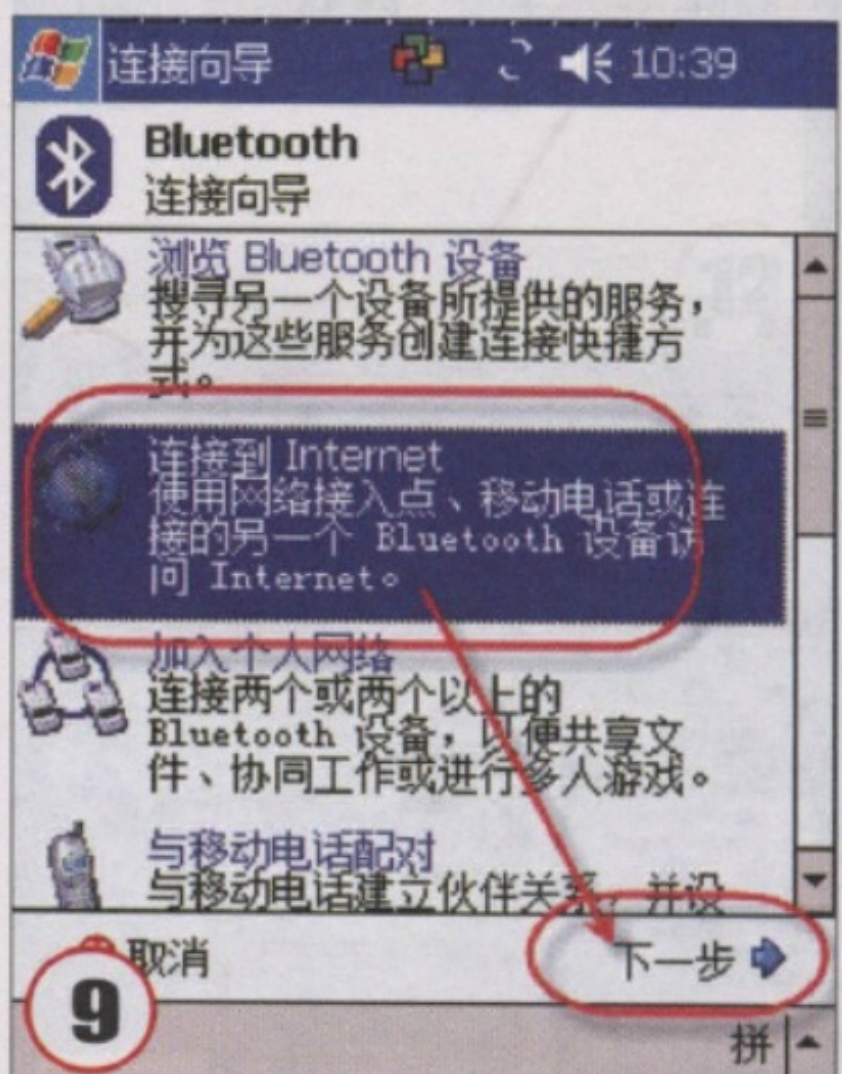 连接向导 10:39
Bluetooth
连接向导
浏览 Bluetooth 设备
搜寻另一个设备所提供的服务，
并为这些服务创建连接快捷方
式。
连接到 Internet
使用网络接入点、移动电话或连
接的另一个 Bluetooth 设备访
问 Internet。
加入个人网络
连接两个或两个以上的
Bluetooth 设备，以便共享文
件、协同工作或进行多人游戏。
与移动电话配对
与移动电话建立伙伴关系，并设
取消 下一步
9
拼